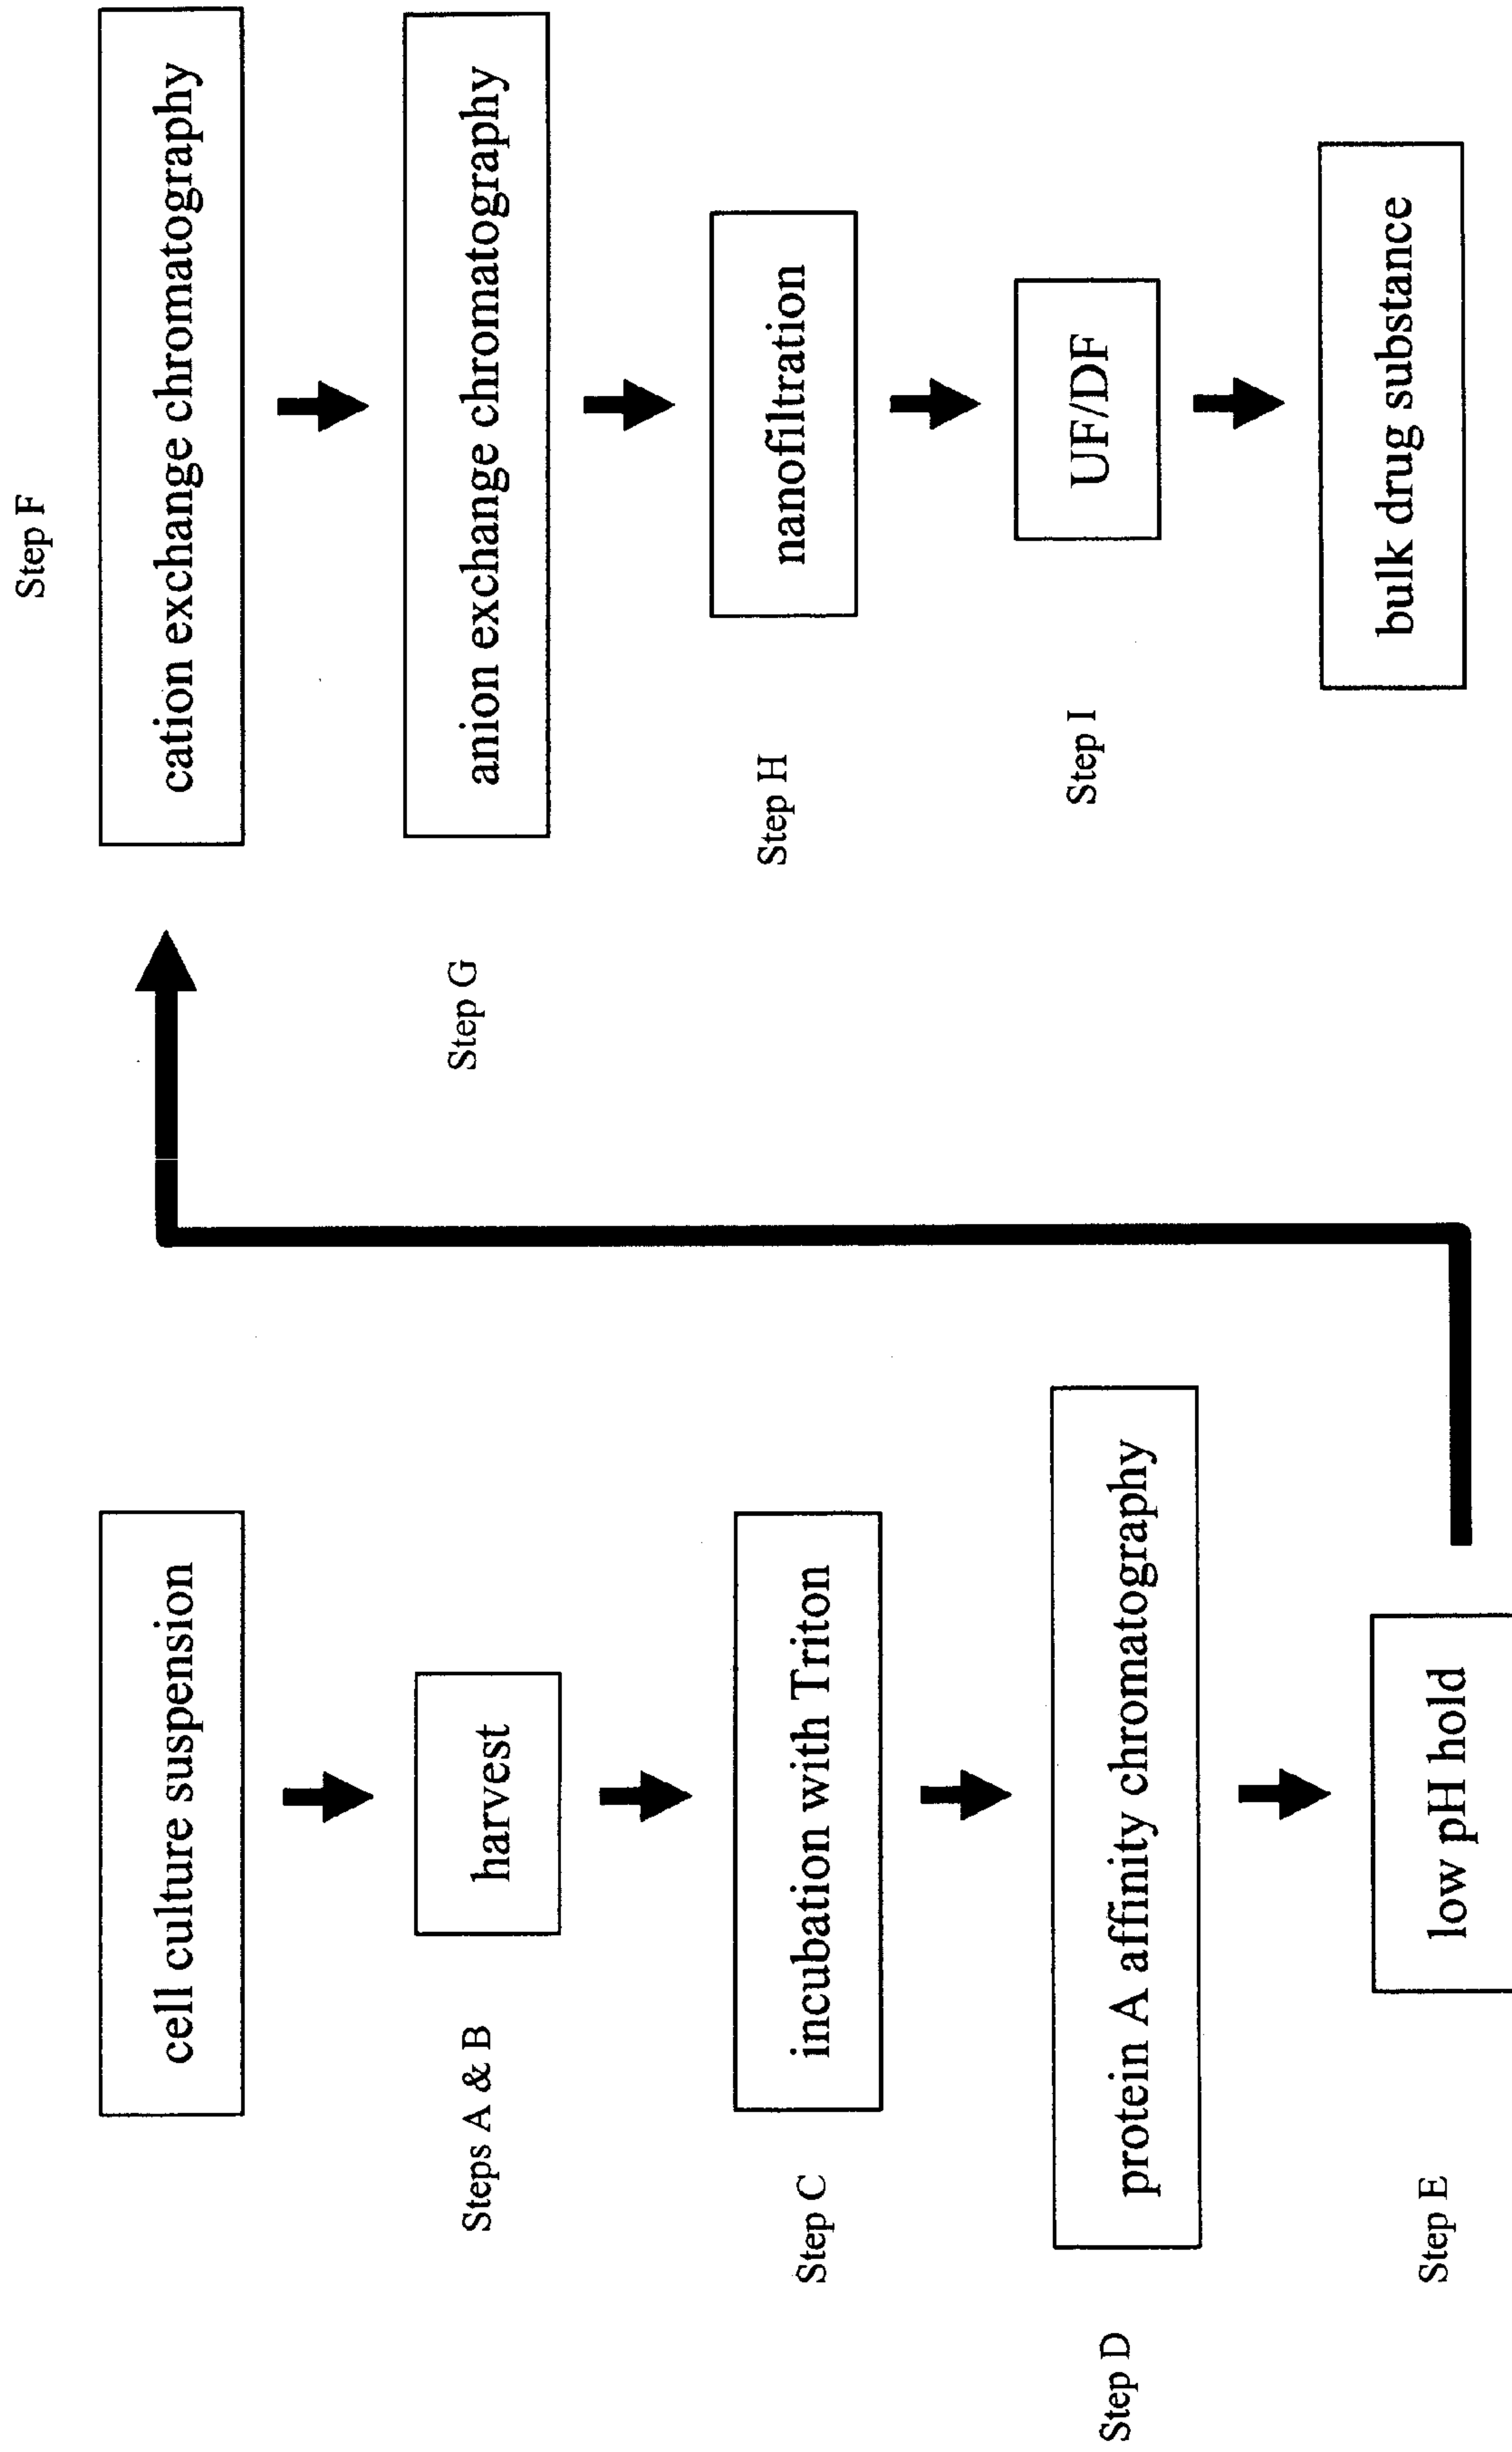 cell culture suspension
Steps A & B
harvest
Step C
incubation with Triton
Step D
protein A affinity chromatography
Step E
low pH hold
Step F
cation exchange chromatography
Step G
anion exchange chromatography
Step H
nanofiltration
Step I
UF/DF
bulk drug substance